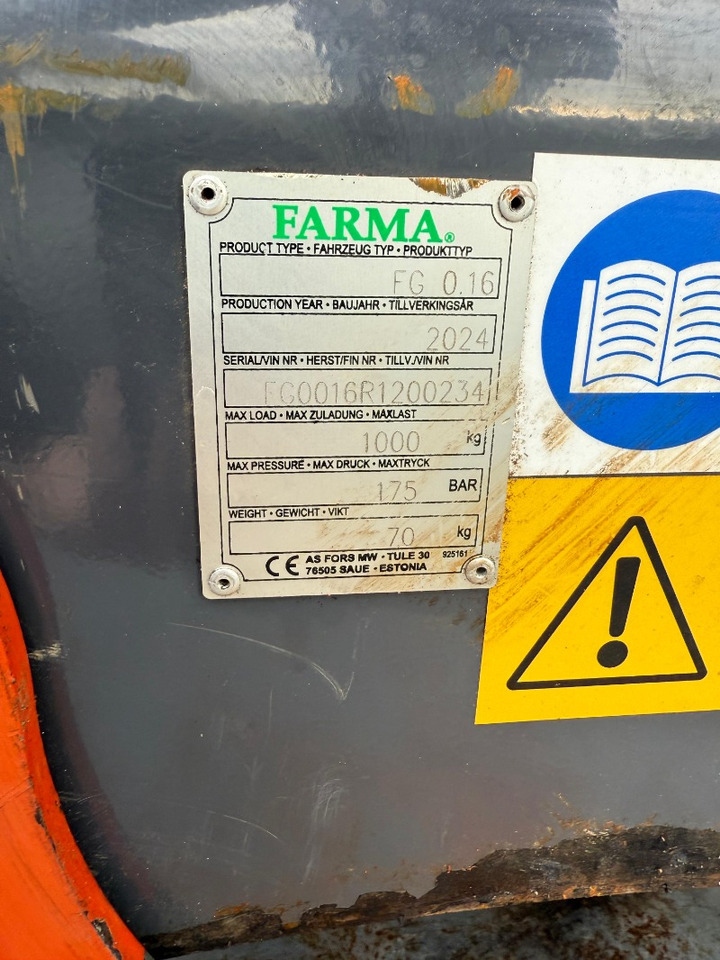 FARMA®
PRODUCT TYPE • FAHRZEUG TYP • PRODUKTTYP
FG 0.16
PRODUCTION YEAR • BAUJAHR • TILLVERKINGSÅR
2024
SERIAL/VIN NR • HERST/FIN NR • TILLV./VIN NR
FG0016R1200234
MAX LOAD • MAX ZULADUNG • MAXLAST
1000 kg
MAX PRESSURE • MAX DRUCK • MAXTRYCK
175 BAR
WEIGHT • GEWICHT • VIKT
70 kg
CE AS FORS MW • TULE 30 925161
76505 SAUE • ESTONIA